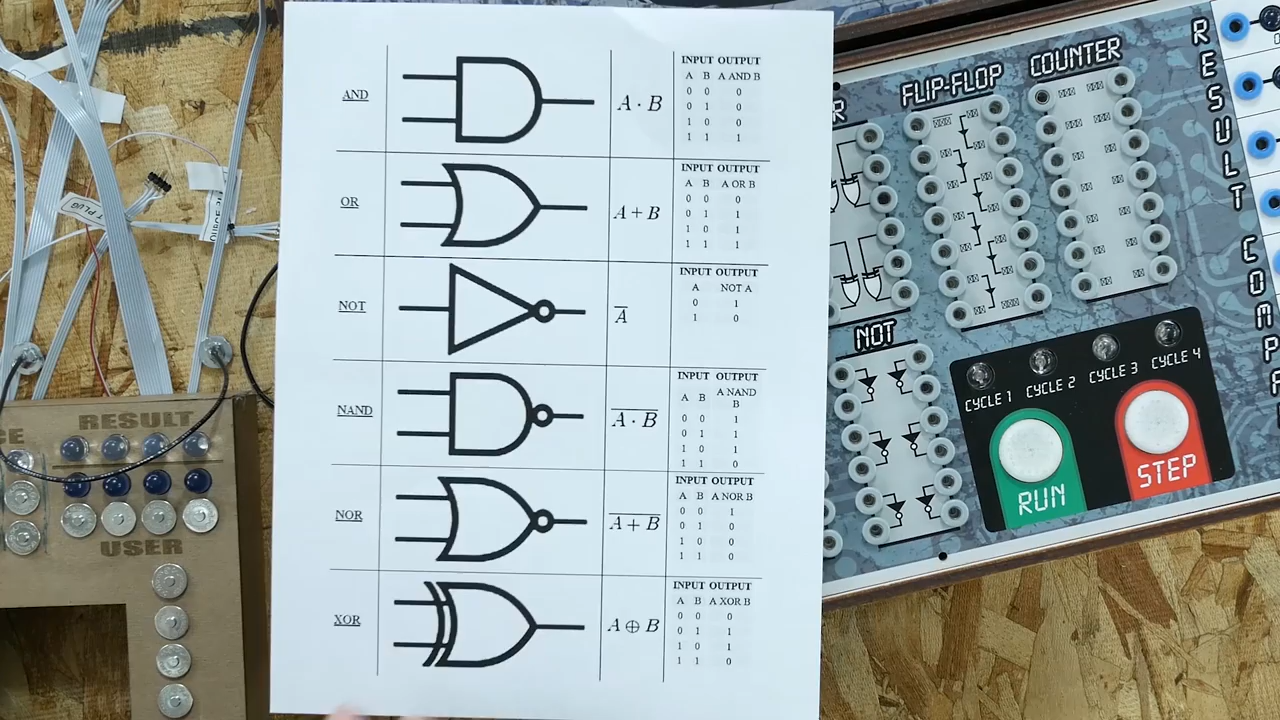 AND
A · B
INPUT OUTPUT
A B A AND B
0 0 0
0 1 0
1 0 0
1 1 1
OR
A + B
INPUT OUTPUT
A B A OR B
0 0 0
0 1 1
1 0 1
1 1 1
NOT
A̅
INPUT OUTPUT
A NOT A
0 1
1 0
NAND
A̅ ̅·̅ ̅B̅
INPUT OUTPUT
A B A NAND B
0 0 1
0 1 1
1 0 1
1 1 0
NOR
A̅ ̅+̅ ̅B̅
INPUT OUTPUT
A B A NOR B
0 0 1
0 1 0
1 0 0
1 1 0
XOR
A ⊕ B
INPUT OUTPUT
A B A XOR B
0 0 0
0 1 1
1 0 1
1 1 0
PLUG
RESULT
CE
USER
R
FLIP-FLOP
COUNTER
NOT
CYCLE 1
CYCLE 2
CYCLE 3
CYCLE 4
RUN
STEP
RESULT COMPA